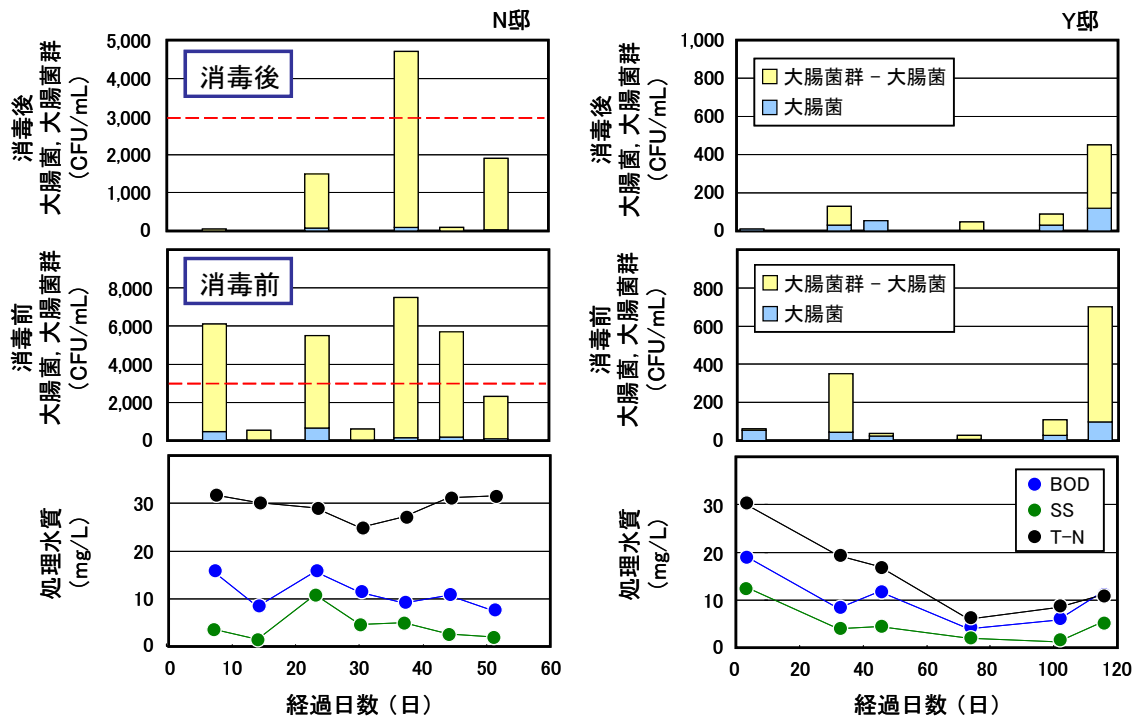 N邸
消毒後
大腸菌, 大腸菌群
(CFU/mL)
5,000
4,000
3,000
2,000
1,000
0
消毒後
消毒前
大腸菌, 大腸菌群
(CFU/mL)
8,000
6,000
4,000
2,000
0
消毒前
処理水質
(mg/L)
30
20
10
0
0 10 20 30 40 50 60
経過日数（日）
Y邸
消毒後
大腸菌, 大腸菌群
(CFU/mL)
1,000
800
600
400
200
0
大腸菌群 − 大腸菌
大腸菌
消毒前
大腸菌, 大腸菌群
(CFU/mL)
800
600
400
200
0
大腸菌群 − 大腸菌
大腸菌
処理水質
(mg/L)
30
20
10
0
BOD
SS
T-N
0 20 40 60 80 100 120
経過日数（日）